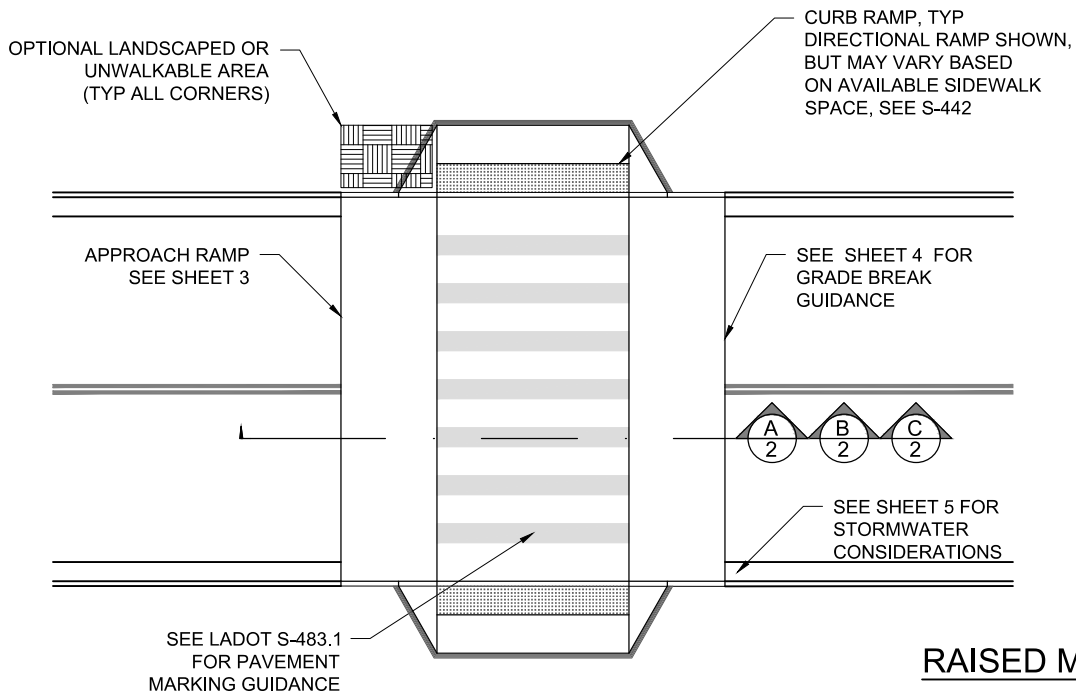 CURB RAMP, TYP
DIRECTIONAL RAMP SHOWN,
BUT MAY VARY BASED
ON AVAILABLE SIDEWALK
SPACE, SEE S-442
OPTIONAL LANDSCAPED OR
UNWALKABLE AREA
(TYP ALL CORNERS)
APPROACH RAMP
SEE SHEET 3
SEE SHEET 4 FOR
GRADE BREAK
GUIDANCE
A
2
B
2
C
2
SEE SHEET 5 FOR
STORMWATER
CONSIDERATIONS
SEE LADOT S-483.1
FOR PAVEMENT
MARKING GUIDANCE
RAISED